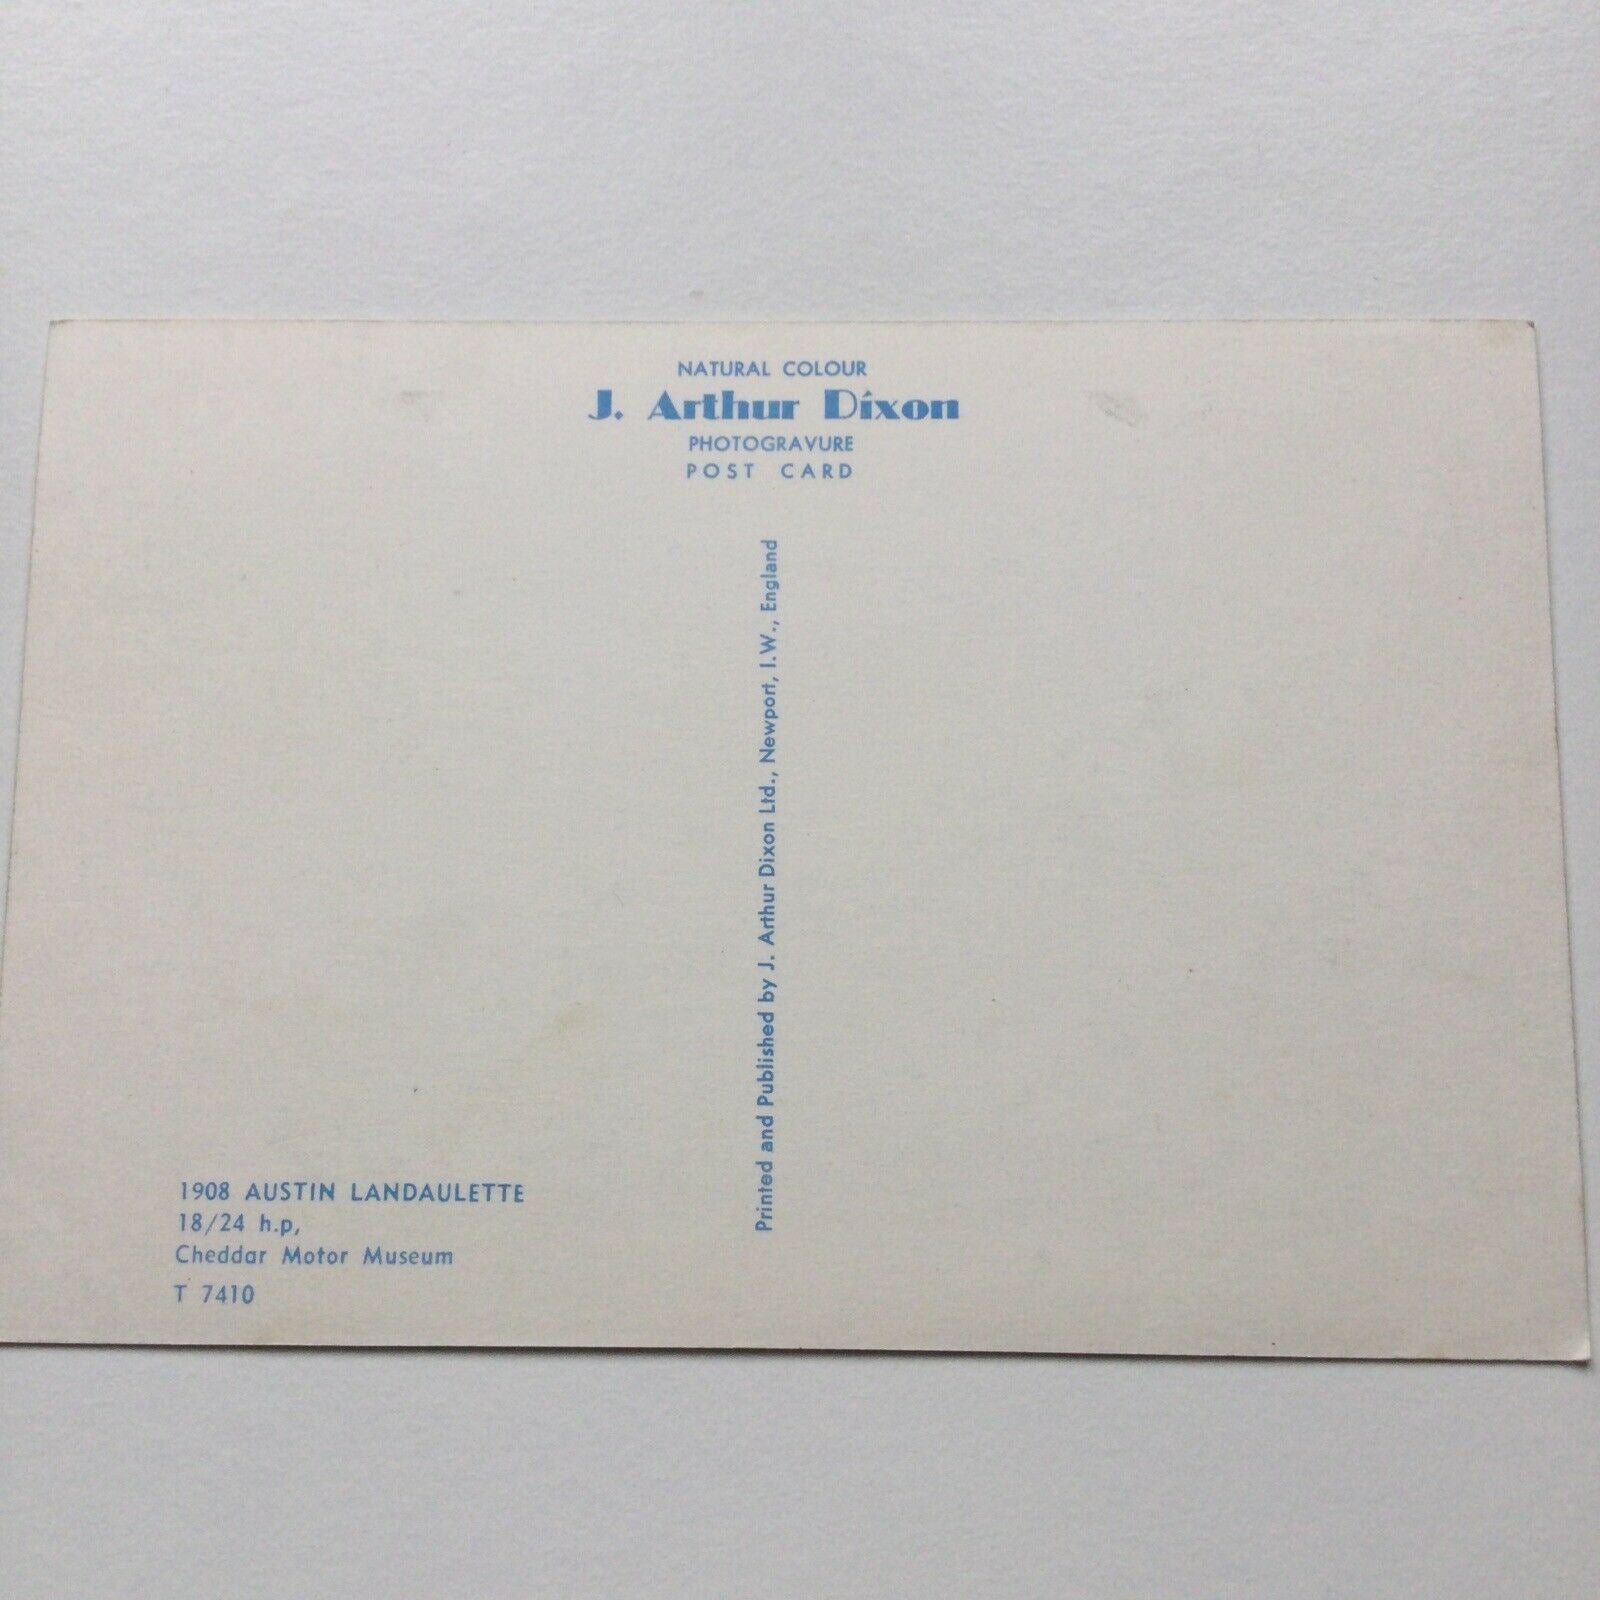 NATURAL COLOUR
J. Arthur Dixon
PHOTOGRAVURE
POST CARD
Printed and Published by J. Arthur Dixon Ltd., Newport, I.W., England
1908 AUSTIN LANDAULETTE
18/24 h.p,
Cheddar Motor Museum
T 7410